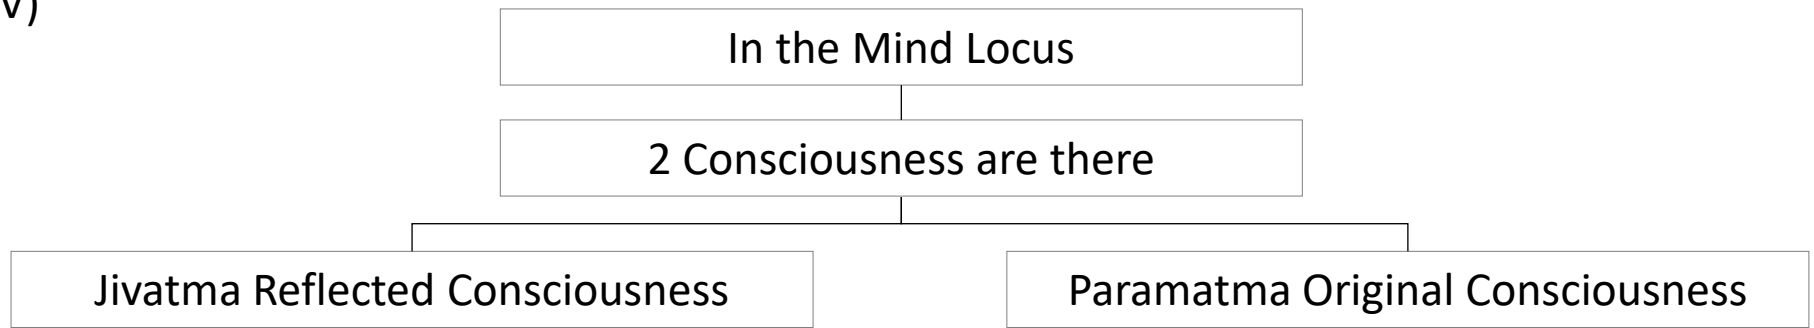 V)
In the Mind Locus
2 Consciousness are there
Jivatma Reflected Consciousness
Paramatma Original Consciousness